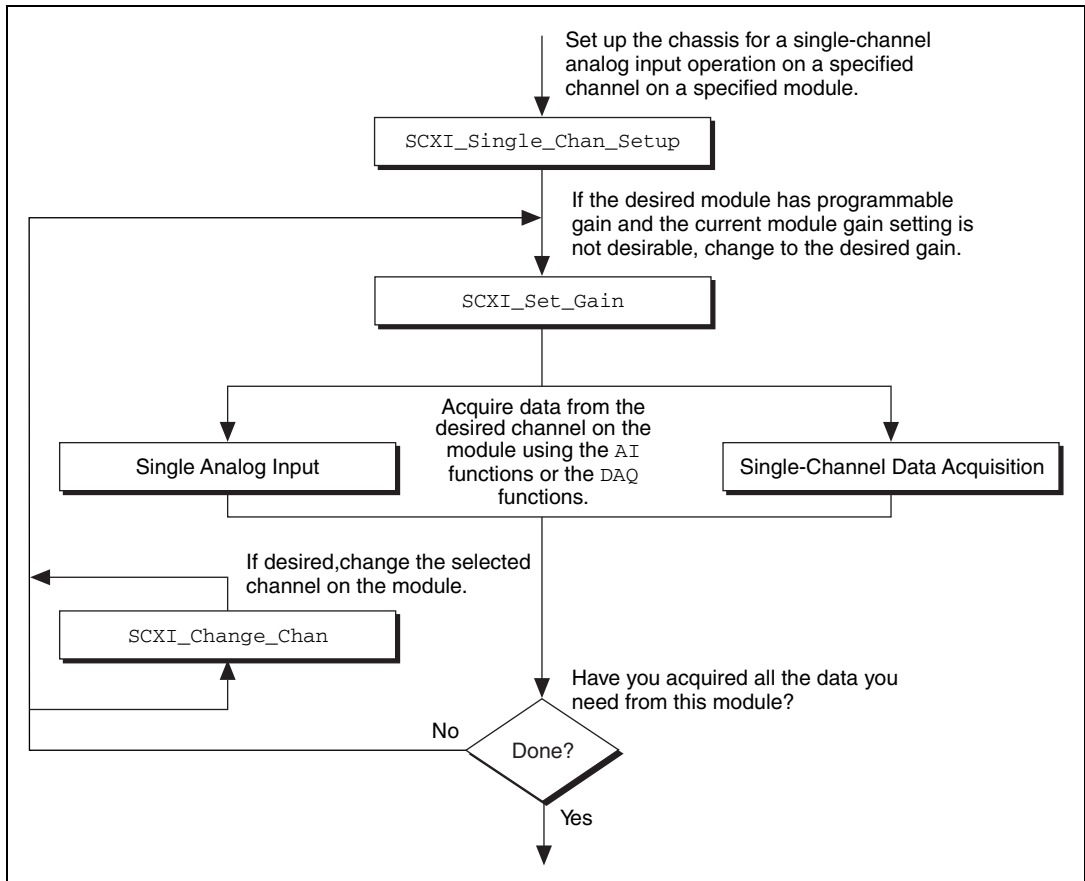 Set up the chassis for a single-channel
analog input operation on a specified
channel on a specified module.
SCXI_Single_Chan_Setup
If the desired module has programmable
gain and the current module gain setting is
not desirable, change to the desired gain.
SCXI_Set_Gain
Acquire data from the
desired channel on the
module using the AI
functions or the DAQ
functions.
Single Analog Input
Single-Channel Data Acquisition
If desired,change the selected
channel on the module.
SCXI_Change_Chan
Have you acquired all the data you
need from this module?
No
Done?
Yes